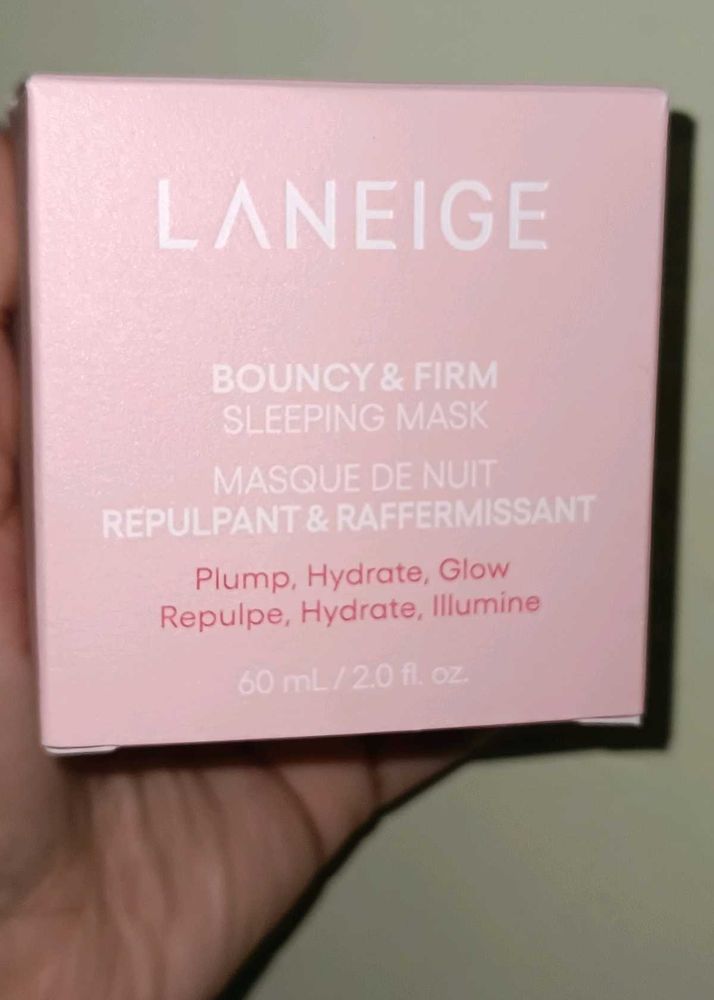 LANEIGE
BOUNCY & FIRM
SLEEPING MASK
MASQUE DE NUIT
REPULPANT & RAFFERMISSANT
Plump, Hydrate, Glow
Repulpe, Hydrate, Illumine
60 mL / 2.0 fl. oz.